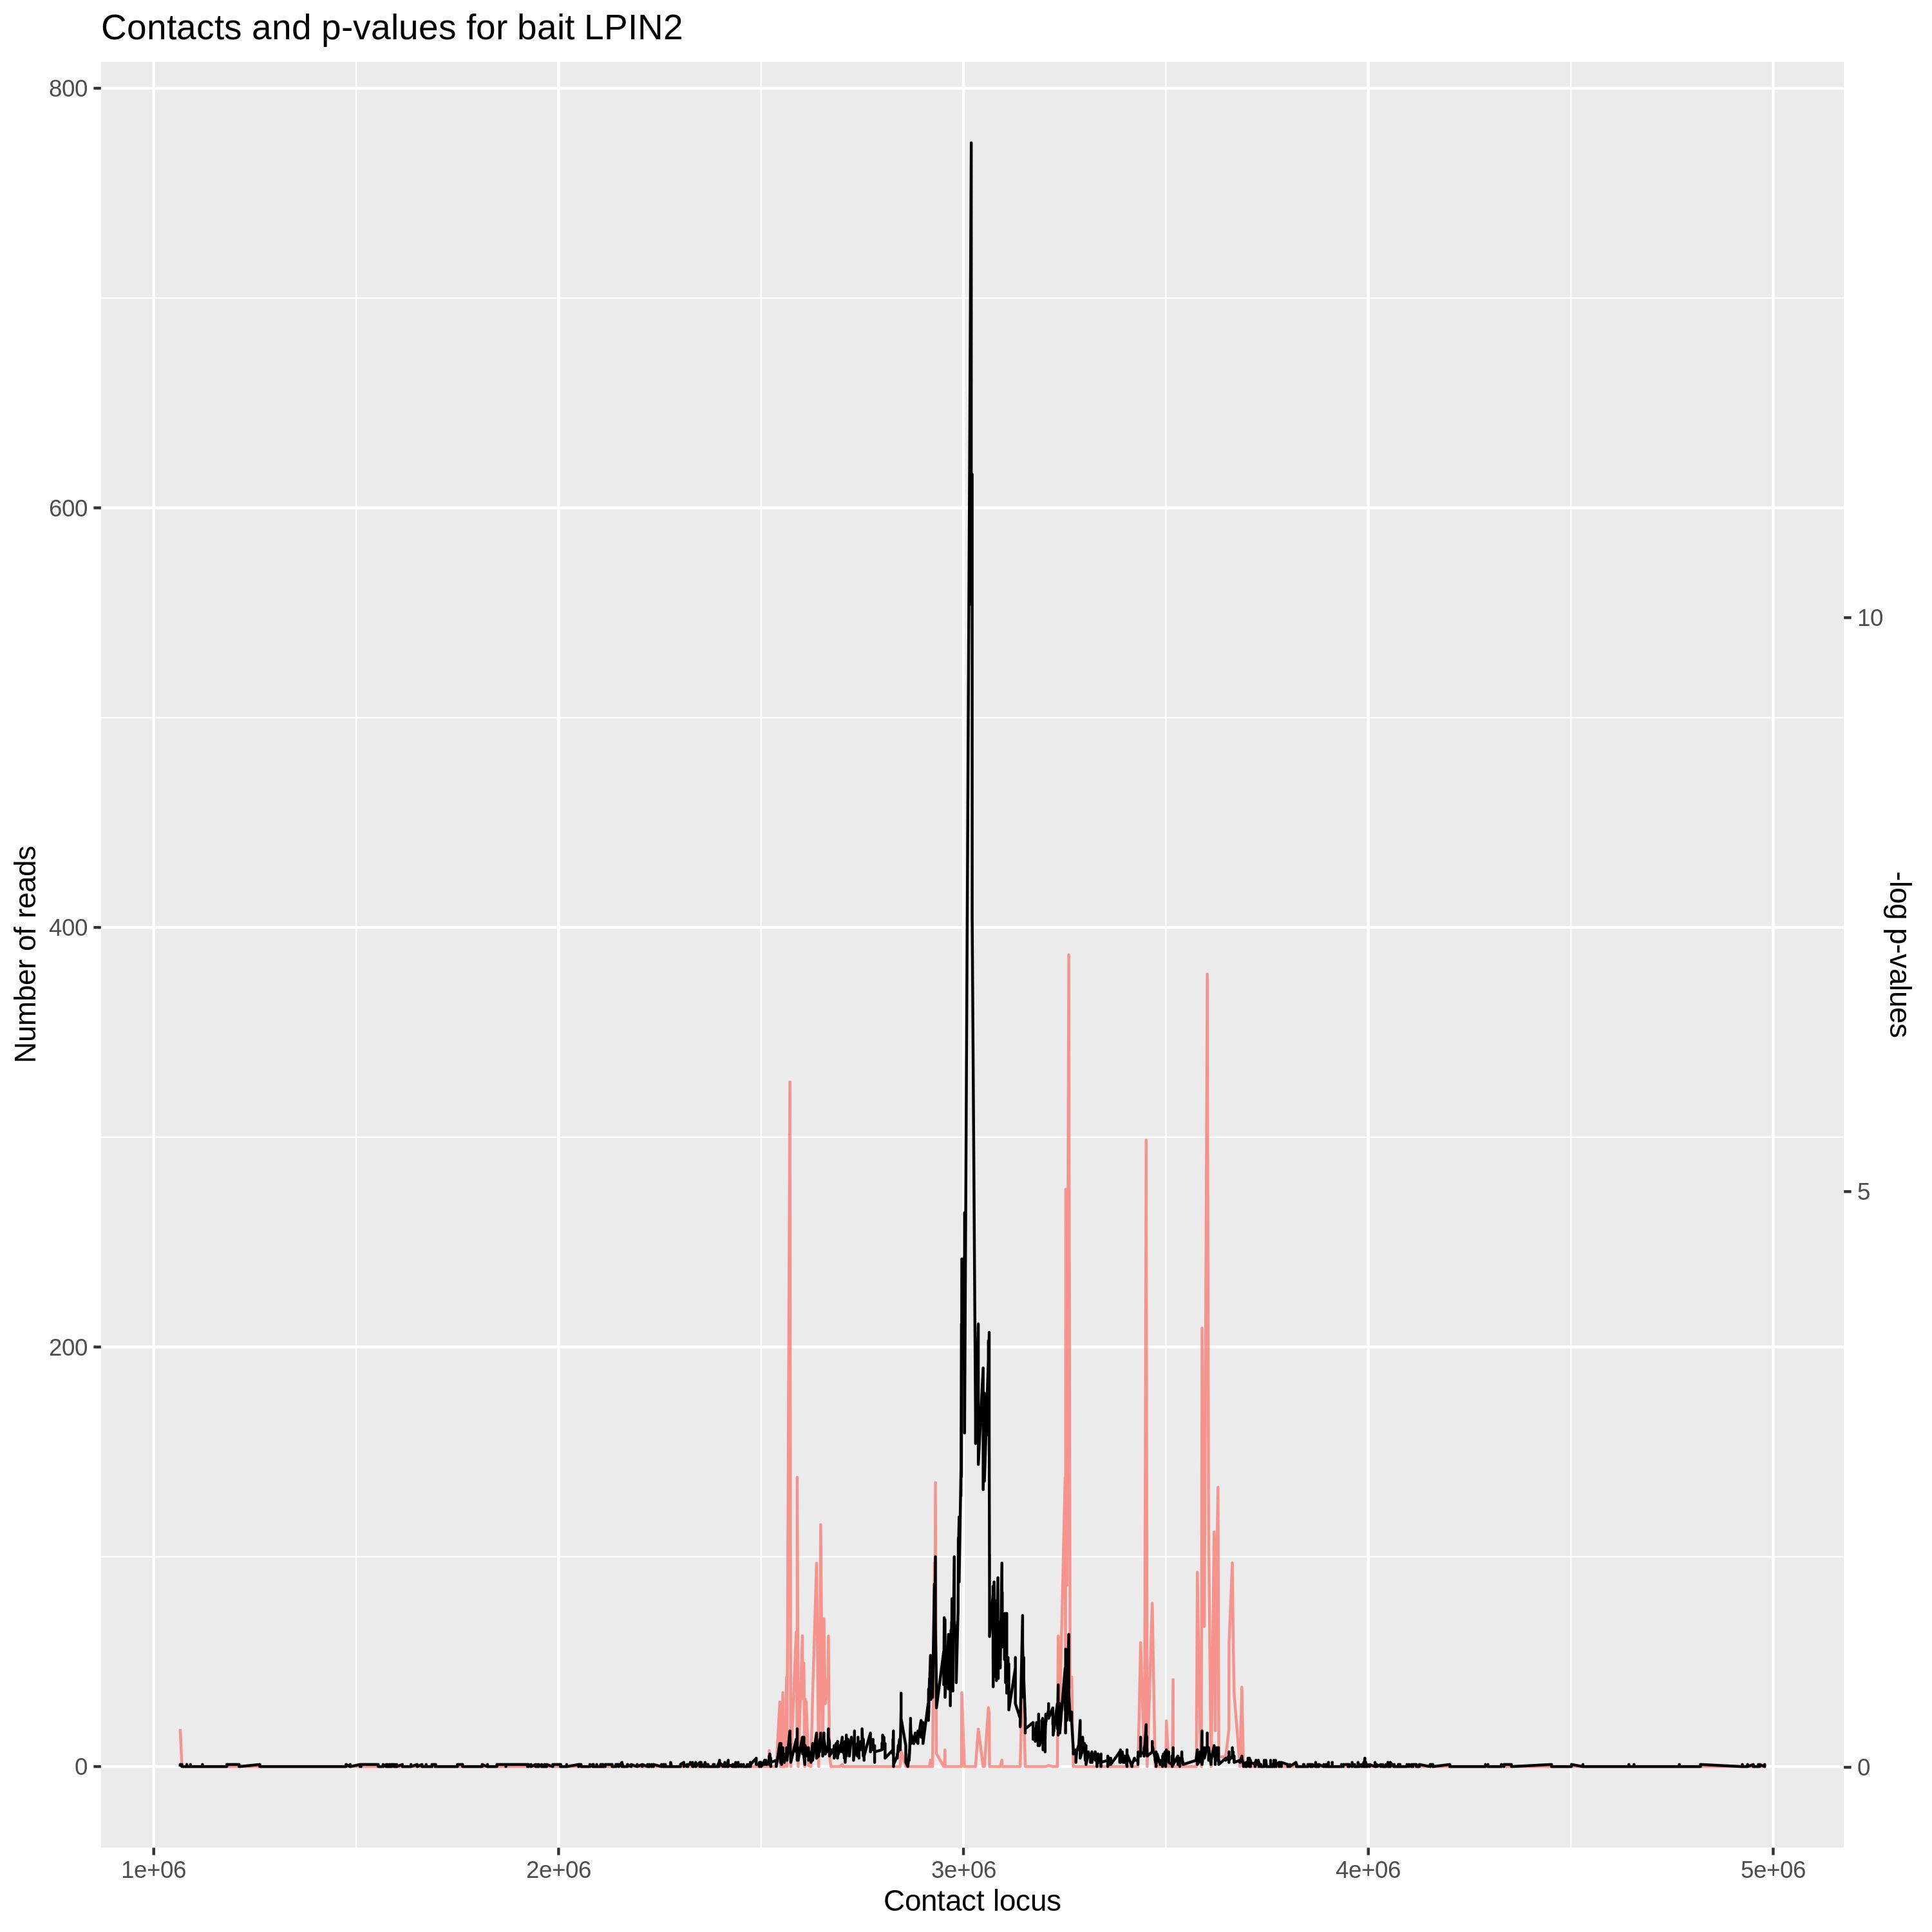 Contacts and p-values for bait LPIN2
800
600
400
200
0
Number of reads
10
5
0
-log p-values
1e+06
2e+06
3e+06
4e+06
5e+06
Contact locus